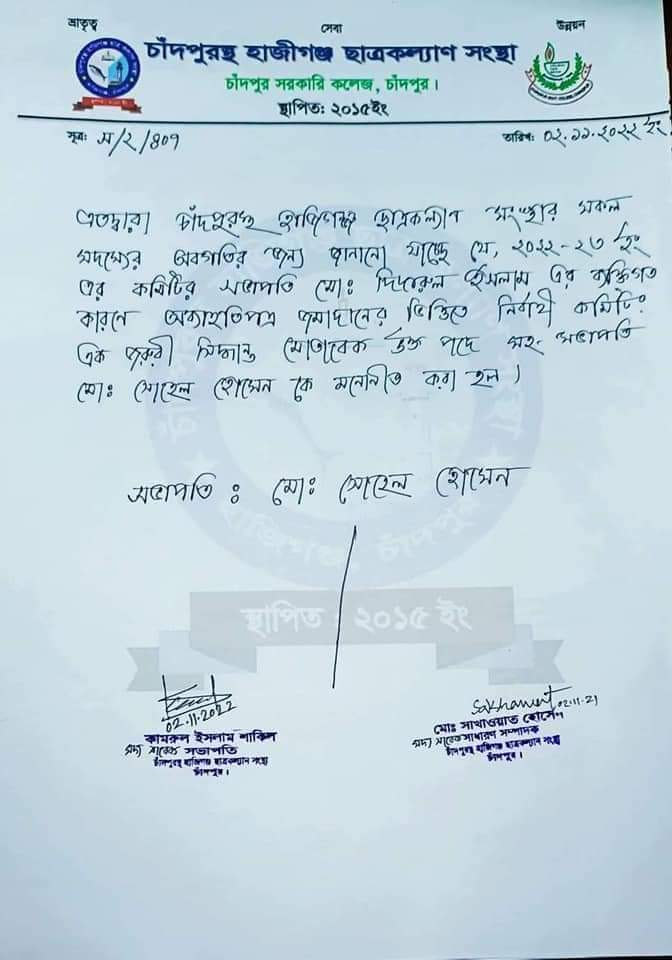 ভ্রাতৃত্ব সেবা উন্নয়ন
চাঁদপুরস্থ হাজীগঞ্জ ছাত্রকল্যাণ সংস্থা
চাঁদপুর সরকারি কলেজ, চাঁদপুর।
স্থাপিত: ২০১৫ইং
সূত্র: স/২/৪০৭ তারিখ: ০২.১১.২০২২ ইং
এতদ্বারা চাঁদপুরস্থ হাজিগঞ্জ ছাত্রকল্যাণ সংস্থার সকল
সদস্যের অবগতির জন্য জানানো যাচ্ছে যে, ২০২২-২৩ ইং
এর কমিটির সভাপতি মোঃ দিদারুল ইসলাম এর ব্যক্তিগত
কারণে অব্যাহতিপত্র জমাদানের ভিত্তিতে নির্বাহী কমিটির
এক জরুরী সিদ্ধান্ত মোতাবেক উক্ত পদে সহ-সভাপতি
মোঃ সোহেল হোসেন কে মনোনীত করা হল।
সভাপতি : মোঃ সোহেল হোসেন
হাজিগঞ্জ, চাঁদপুর
স্থাপিত : ২০১৫ ইং
02.11.2022
কামরুল ইসলাম শাকিল
সদ্য সাবেক সভাপতি
চাঁদপুরস্থ হাজিগঞ্জ ছাত্রকল্যান সংস্থা
চাঁদপুর।
Sakhawat 02.11.21
মোঃ সাখাওয়াত হোসেন
সদ্য সাবেক সাধারণ সম্পাদক
চাঁদপুরস্থ হাজিগঞ্জ ছাত্রকল্যান সংস্থা
চাঁদপুর।